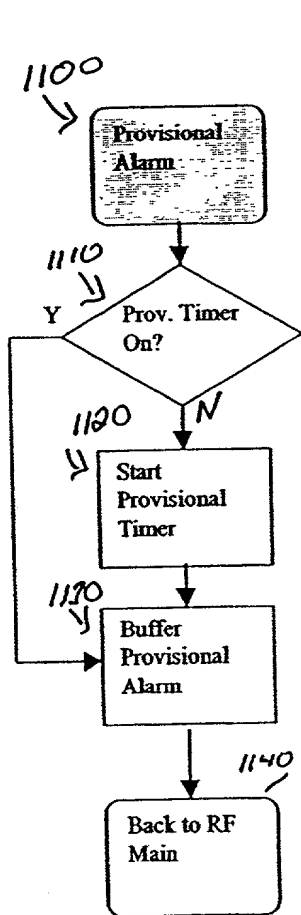 1100
Provisional
Alarm
1110
Y
Prov. Timer
On?
N
1120
Start
Provisional
Timer
1130
Buffer
Provisional
Alarm
1140
Back to RF
Main